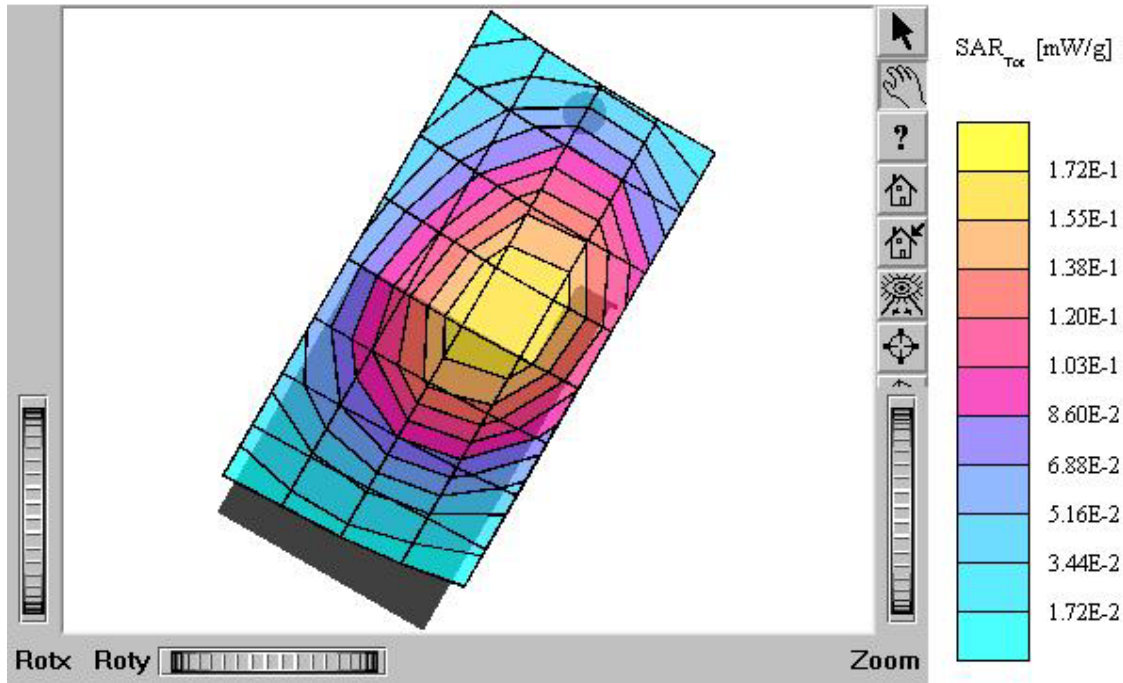 SAR_Tot [mW/g]
?
1.72E-1
1.55E-1
1.38E-1
1.20E-1
1.03E-1
8.60E-2
6.88E-2
5.16E-2
3.44E-2
1.72E-2
Rotx Roty Zoom